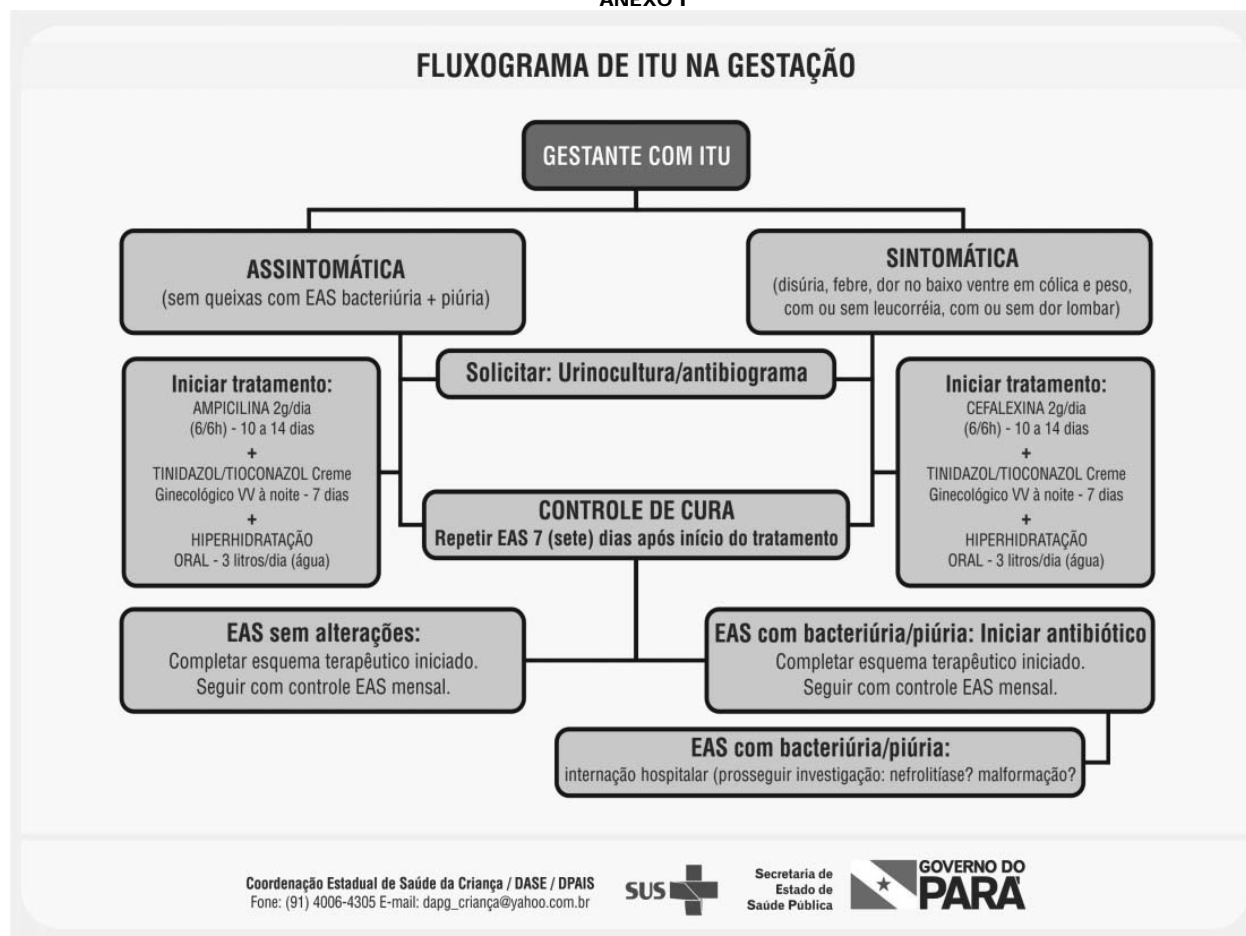 ANEXO I
FLUXOGRAMA DE ITU NA GESTAÇÃO
GESTANTE COM ITU
ASSINTOMÁTICA
(sem queixas com EAS bacteriúria + piúria)
SINTOMÁTICA
(disúria, febre, dor no baixo ventre em cólica e peso,
com ou sem leucorréia, com ou sem dor lombar)
Solicitar: Urinocultura/antibiograma
Iniciar tratamento:
AMPICILINA 2g/dia
(6/6h) - 10 a 14 dias
+
TINIDAZOL/TIOCONAZOL Creme
Ginecológico VV à noite - 7 dias
+
HIPERHIDRATAÇÃO
ORAL - 3 litros/dia (água)
Iniciar tratamento:
CEFALEXINA 2g/dia
(6/6h) - 10 a 14 dias
+
TINIDAZOL/TIOCONAZOL Creme
Ginecológico VV à noite - 7 dias
+
HIPERHIDRATAÇÃO
ORAL - 3 litros/dia (água)
CONTROLE DE CURA
Repetir EAS 7 (sete) dias após início do tratamento
EAS sem alterações:
Completar esquema terapêutico iniciado.
Seguir com controle EAS mensal.
EAS com bacteriúria/piúria: Iniciar antibiótico
Completar esquema terapêutico iniciado.
Seguir com controle EAS mensal.
EAS com bacteriúria/piúria:
internação hospitalar (prosseguir investigação: nefrolitíase? malformação?
Coordenação Estadual de Saúde da Criança / DASE / DPAIS
Fone: (91) 4006-4305 E-mail: dapg_criança@yahoo.com.br
SUS
Secretaria de
Estado de
Saúde Pública
GOVERNO DO
PARÁ